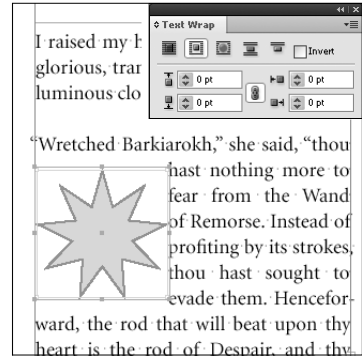 Text Wrap
Invert
0 pt
0 pt
0 pt
0 pt
I raised my h
glorious, tran
luminous clo
“Wretched Barkiarokh,” she said, “thou
hast nothing more to
fear from the Wand
of Remorse. Instead of
profiting by its strokes,
thou hast sought to
evade them. Hencefor-
ward, the rod that will beat upon thy
heart is the rod of Despair, and thy